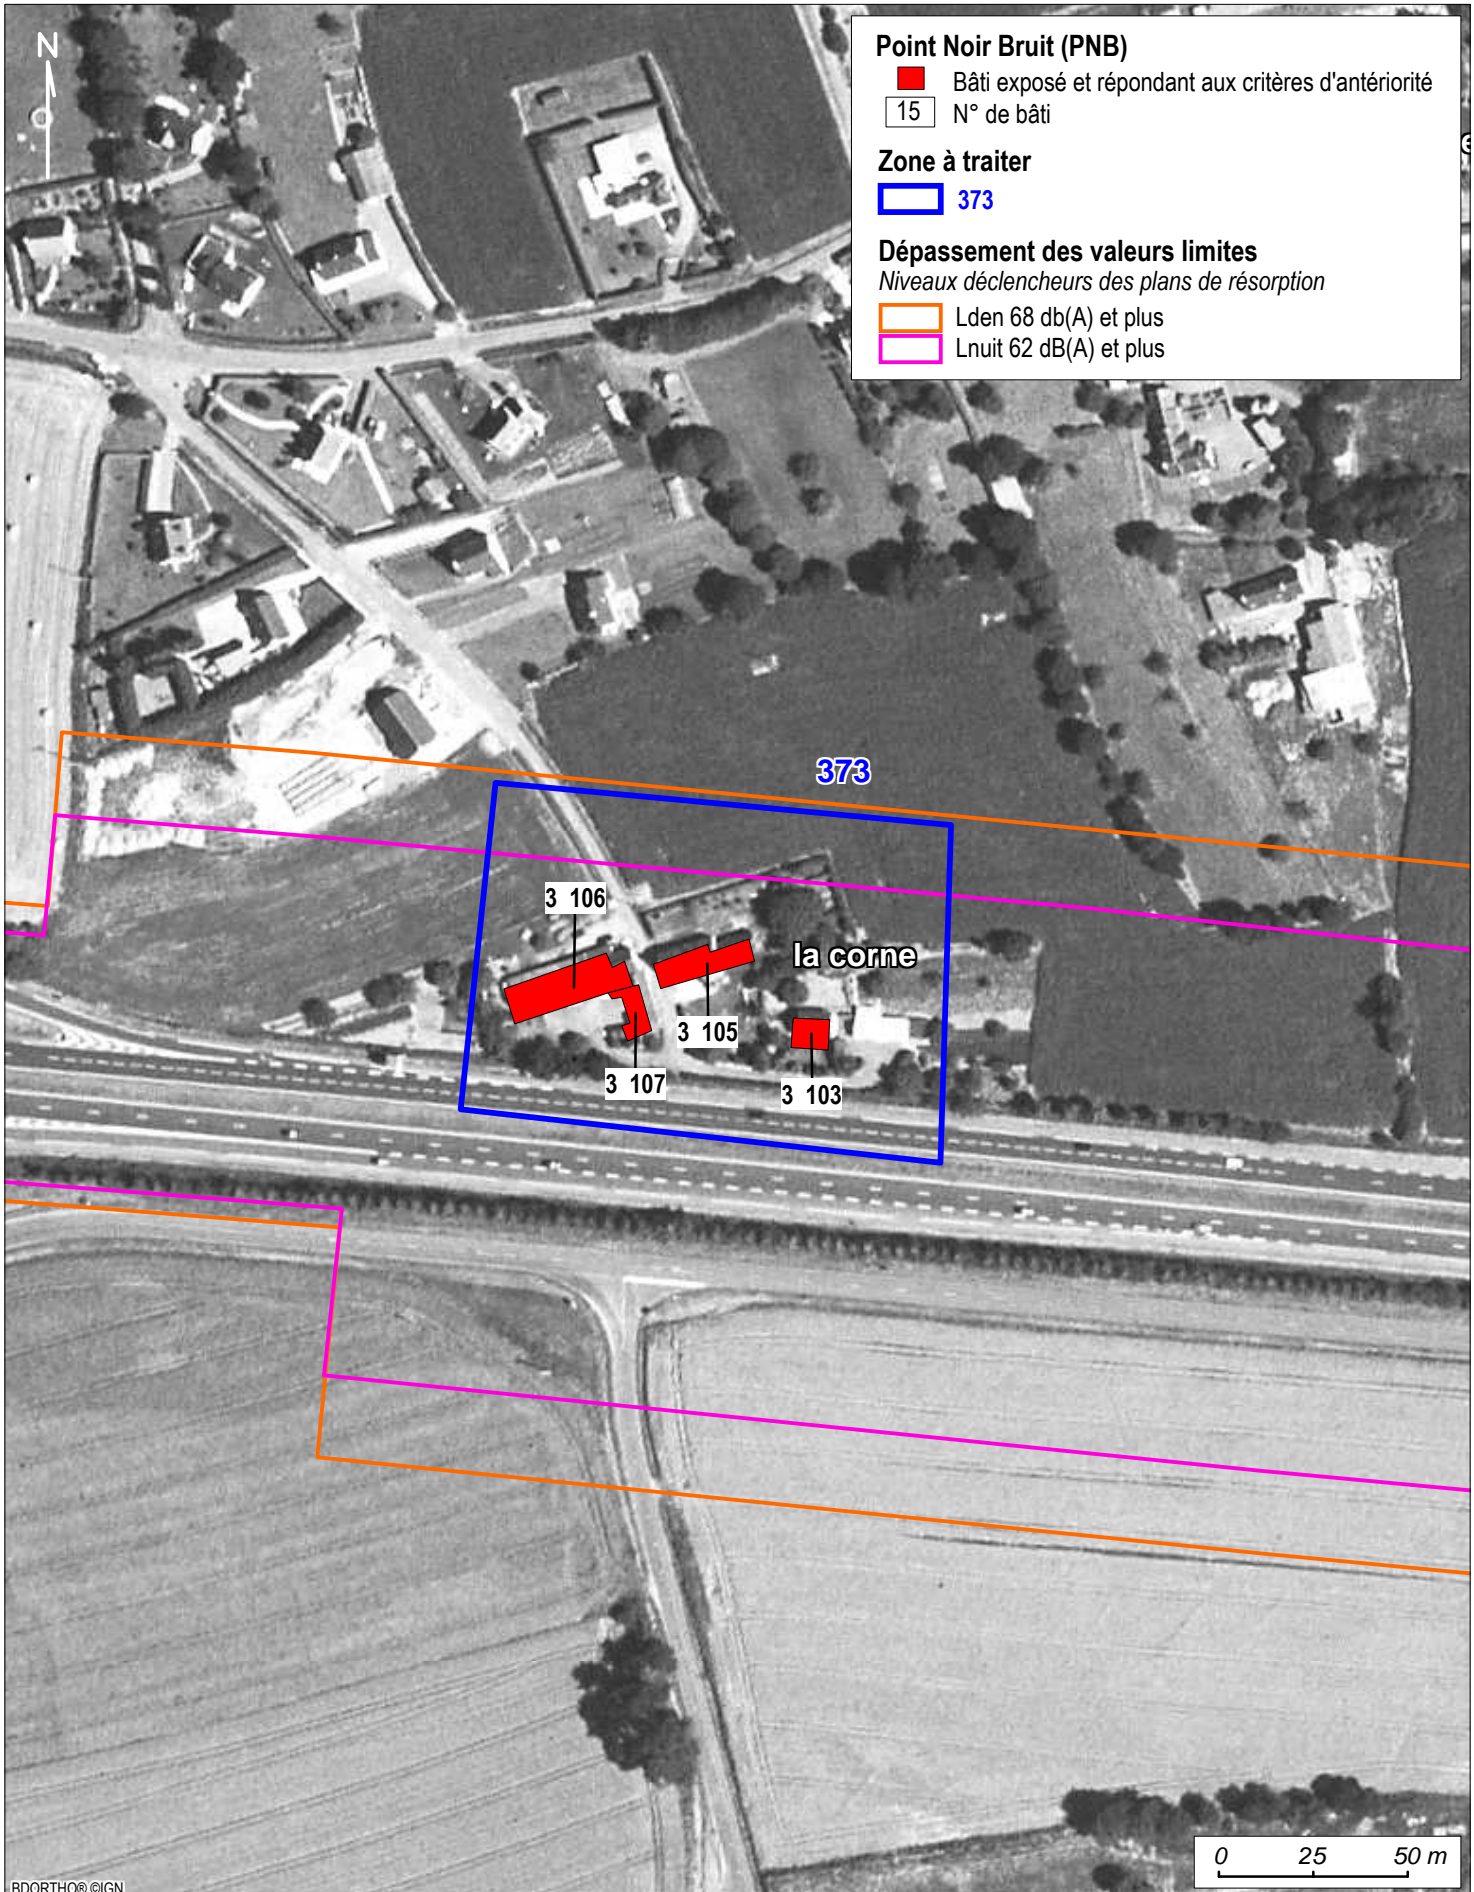 N
Point Noir Bruit (PNB)
Bâti exposé et répondant aux critères d'antériorité
15 N° de bâti
Zone à traiter
373
Dépassement des valeurs limites
Niveaux déclencheurs des plans de résorption
Lden 68 db(A) et plus
Lnuit 62 dB(A) et plus
373
3 106
la corne
3 105
3 107
3 103
0 25 50 m
BDORTHO® ©IGN